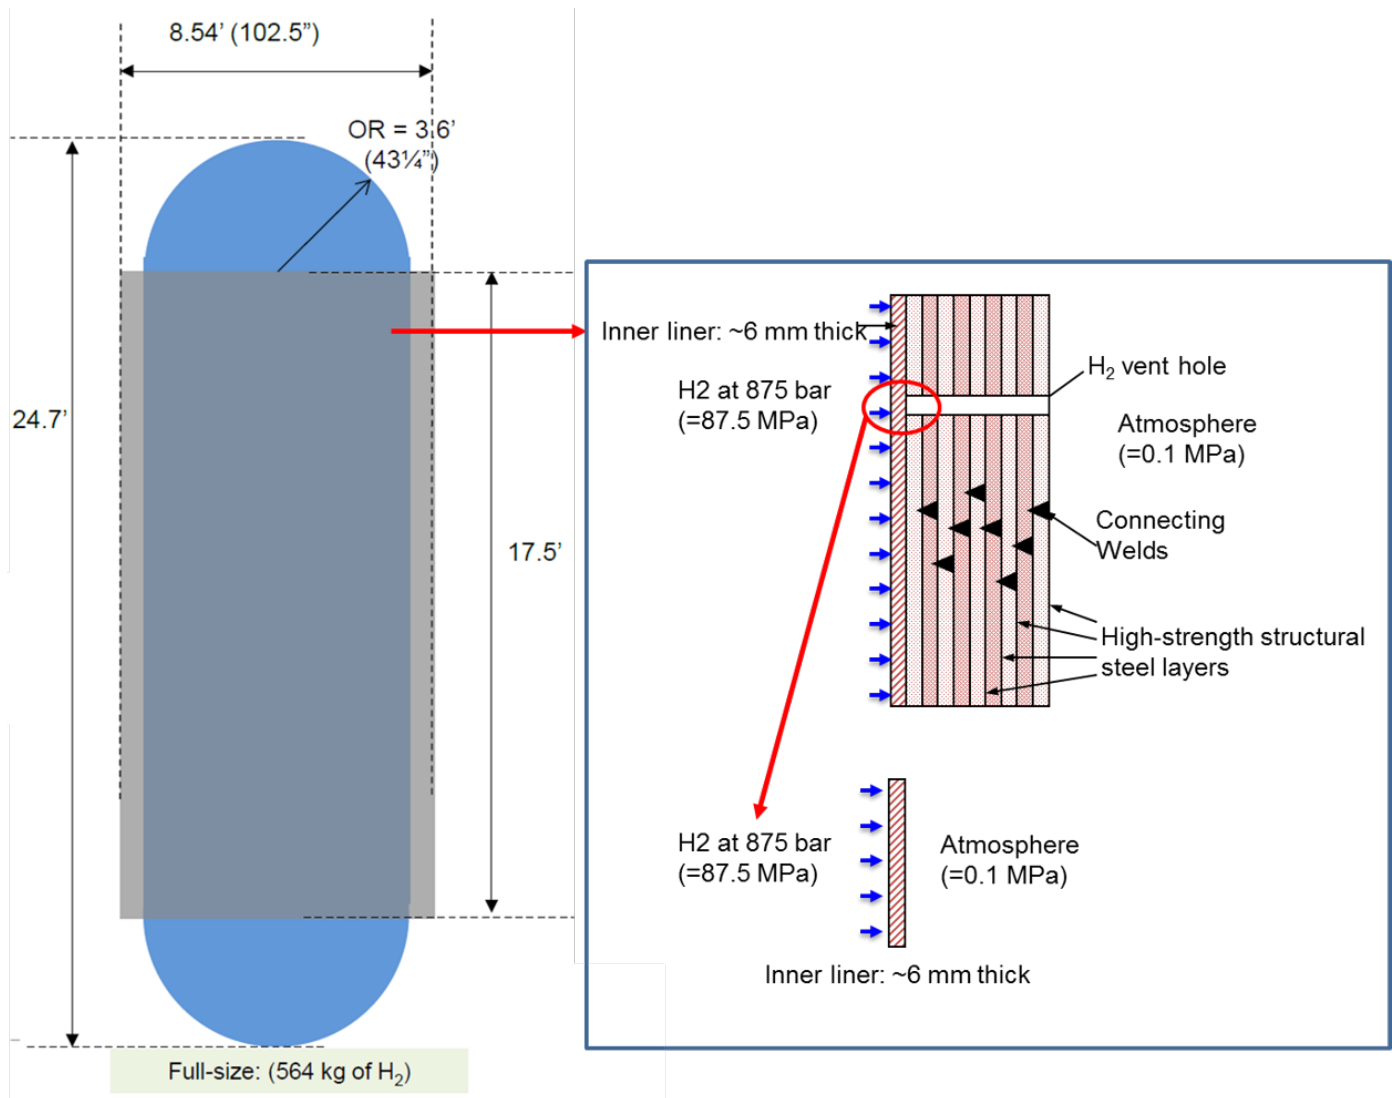 8.54’ (102.5”)
OR = 3.6’
(43¼”)
24.7’
17.5’
Full-size: (564 kg of H₂)
Inner liner: ~6 mm thick
H2 at 875 bar
(=87.5 MPa)
H₂ vent hole
Atmosphere
(=0.1 MPa)
Connecting
Welds
High-strength structural
steel layers
H2 at 875 bar
(=87.5 MPa)
Atmosphere
(=0.1 MPa)
Inner liner: ~6 mm thick